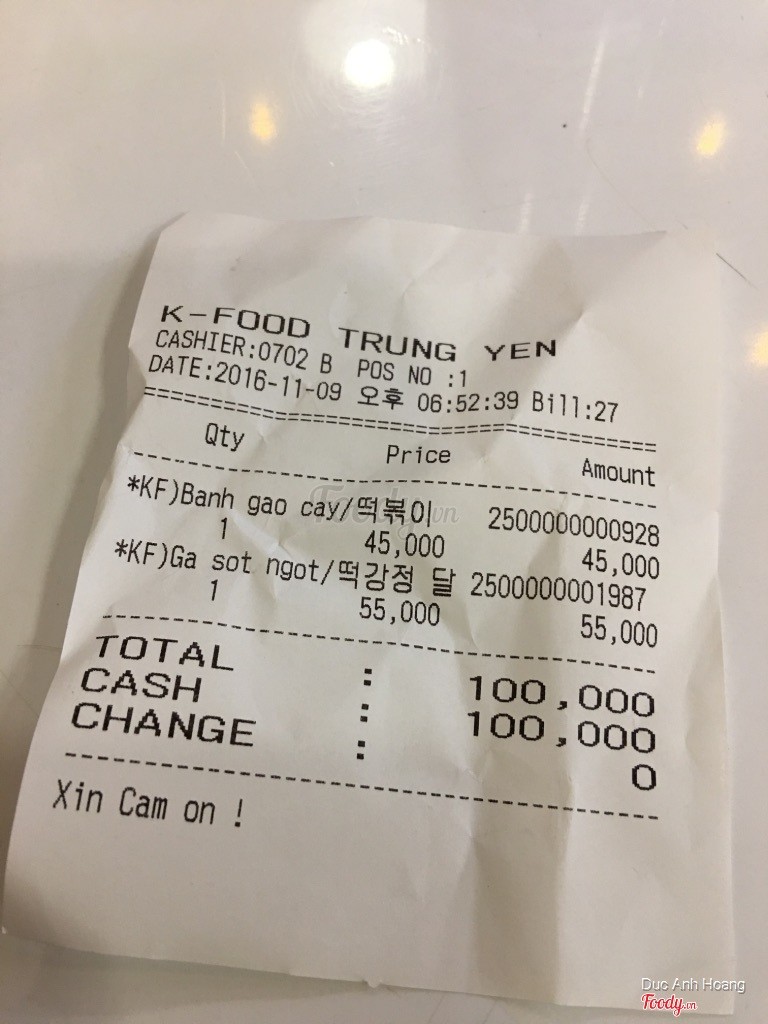 K-FOOD TRUNG YEN
CASHIER:0702 B POS NO :1
DATE:2016-11-09 오후 06:52:39 Bill:27
Qty Price Amount
*KF)Banh gao cay/떡볶이 2500000000928
1 45,000 45,000
*KF)Ga sot ngot/떡강정 달 2500000001987
1 55,000 55,000
TOTAL : 100,000
CASH : 100,000
CHANGE : 0
Xin Cam on !
Foody.vn
Duc Anh Hoang
Foody.vn